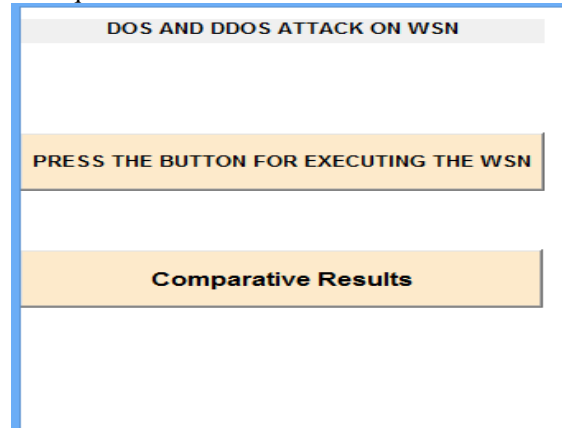 DOS AND DDOS ATTACK ON WSN
PRESS THE BUTTON FOR EXECUTING THE WSN
Comparative Results